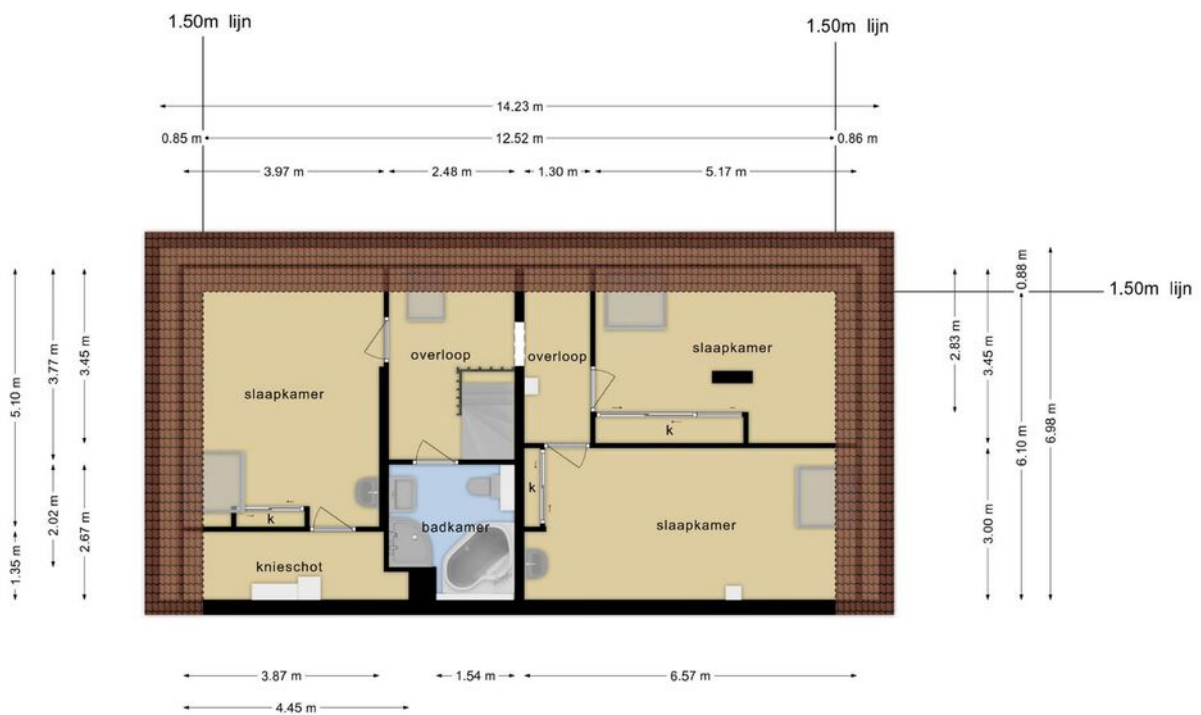 1.50m lijn
1.50m lijn
14.23 m
0.85 m
12.52 m
0.86 m
3.97 m
2.48 m
1.30 m
5.17 m
5.10 m
3.77 m
3.45 m
2.83 m
3.45 m
0.88 m
6.10 m
6.98 m
1.50m lijn
overloop
overloop
slaapkamer
slaapkamer
k
k
k
badkamer
slaapkamer
knieschot
1.35 m
2.02 m
2.67 m
3.00 m
3.87 m
1.54 m
6.57 m
4.45 m